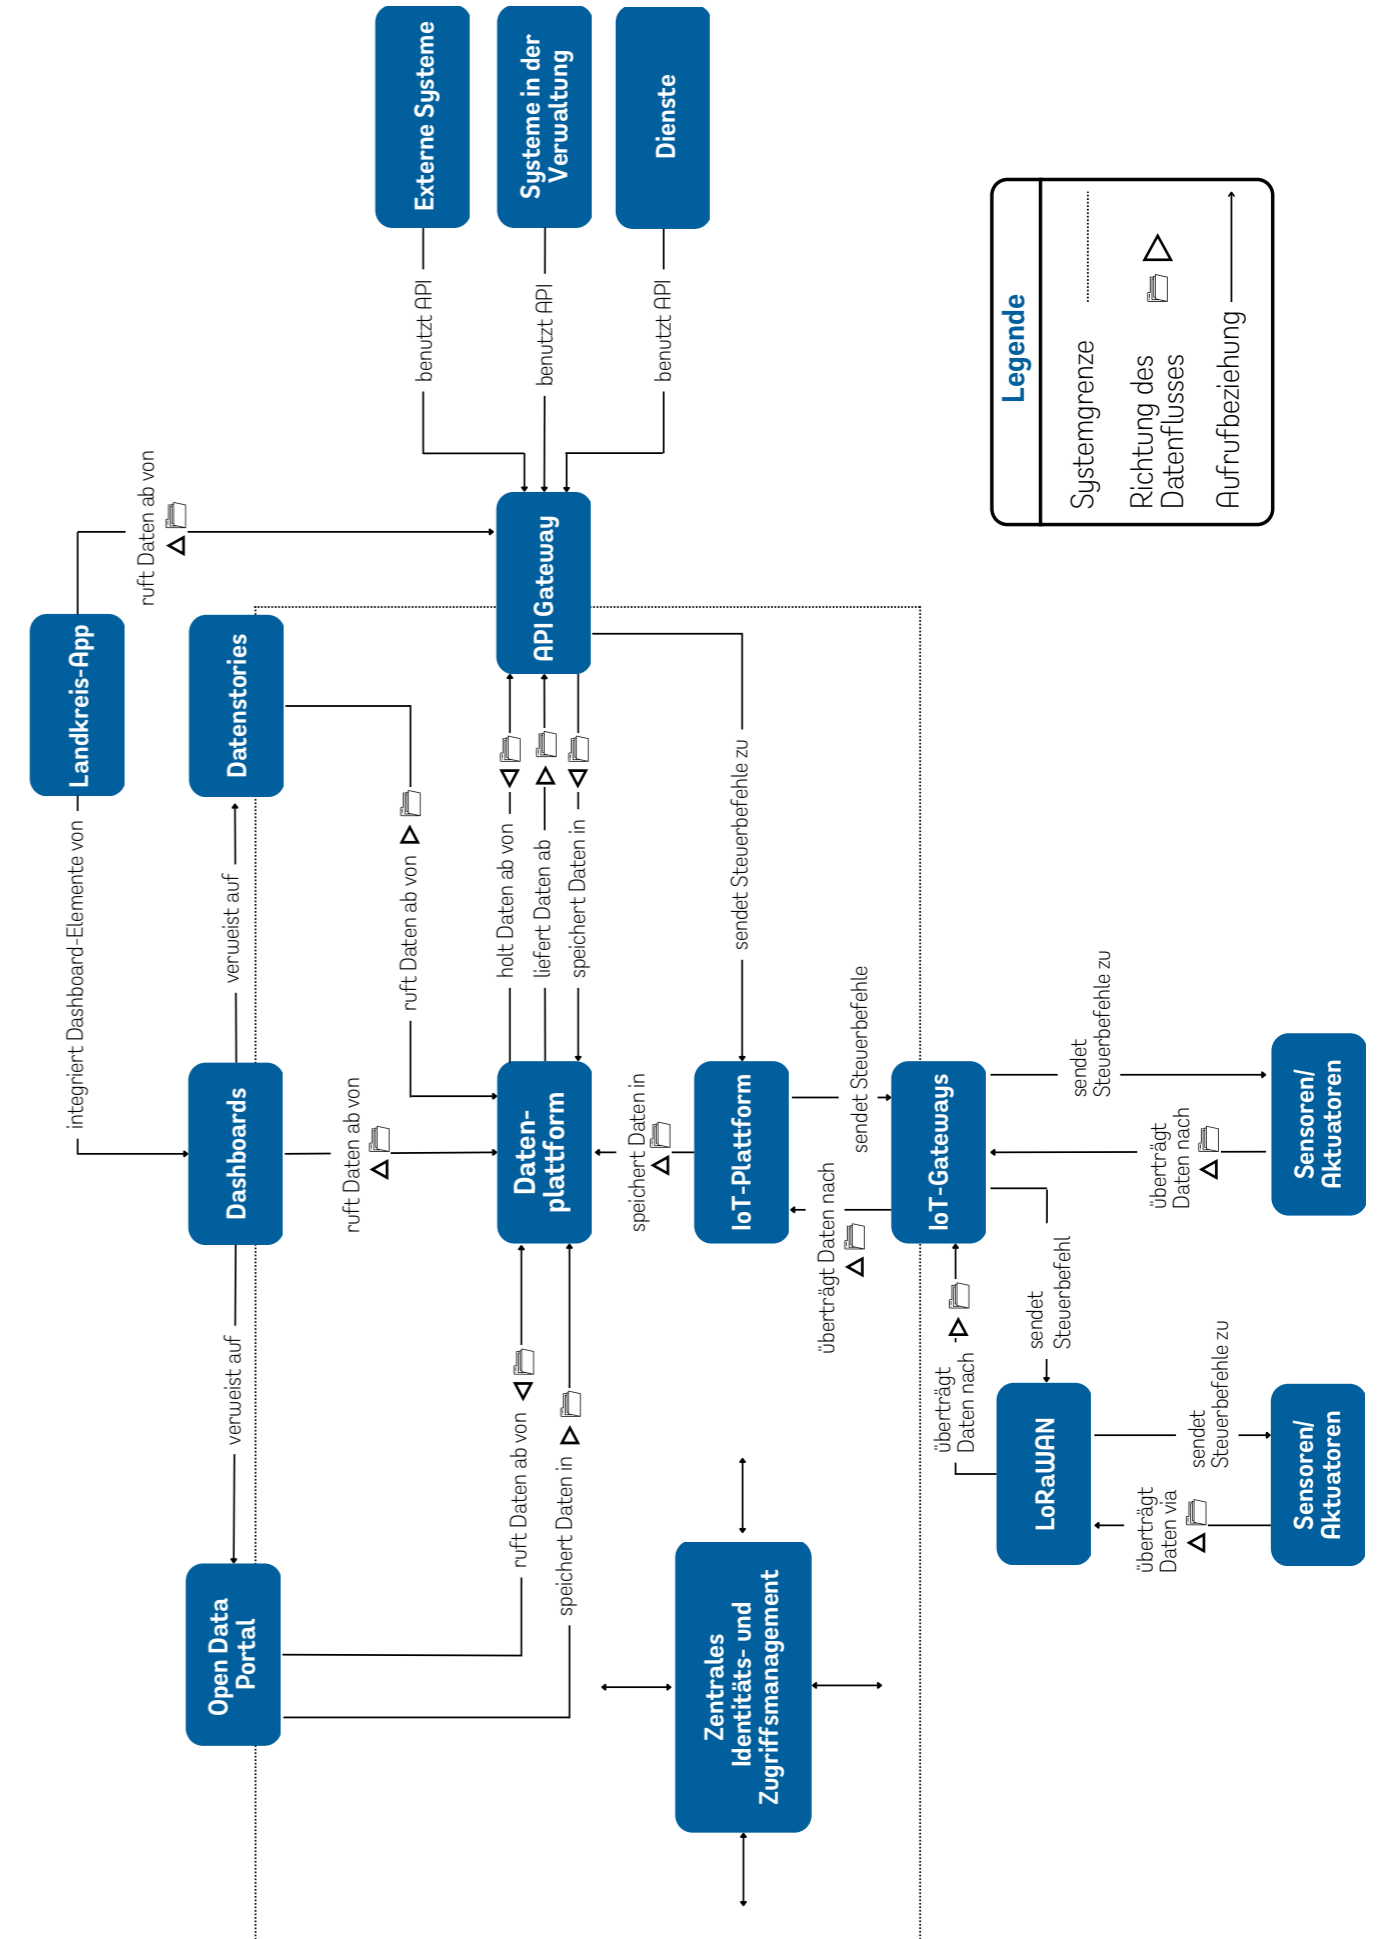 integriert Dashboard-Elemente von
Landkreis-App
ruft Daten ab von
Open Data
Portal
verweist auf
Dashboards
verweist auf
Datenstories
ruft Daten ab von
ruft Daten ab von
benutzt API
Externe Systeme
ruft Daten ab von
speichert Daten in
Daten-
plattform
holt Daten ab von
liefert Daten ab
speichert Daten in
API Gateway
benutzt API
Systeme in der
Verwaltung
benutzt API
Dienste
speichert Daten in
Zentrales
Identitäts- und
Zugriffsmanagement
IoT-Plattform
sendet Steuerbefehle zu
überträgt Daten nach
sendet Steuerbefehle
IoT-Gateways
überträgt
Daten nach
sendet
Steuerbefehl
LoRaWAN
sendet
Steuerbefehle zu
überträgt
Daten nach
überträgt
Daten via
sendet
Steuerbefehle zu
Sensoren/
Aktuatoren
Sensoren/
Aktuatoren
Legende
Systemgrenze
Richtung des
Datenflusses
Aufrufbeziehung